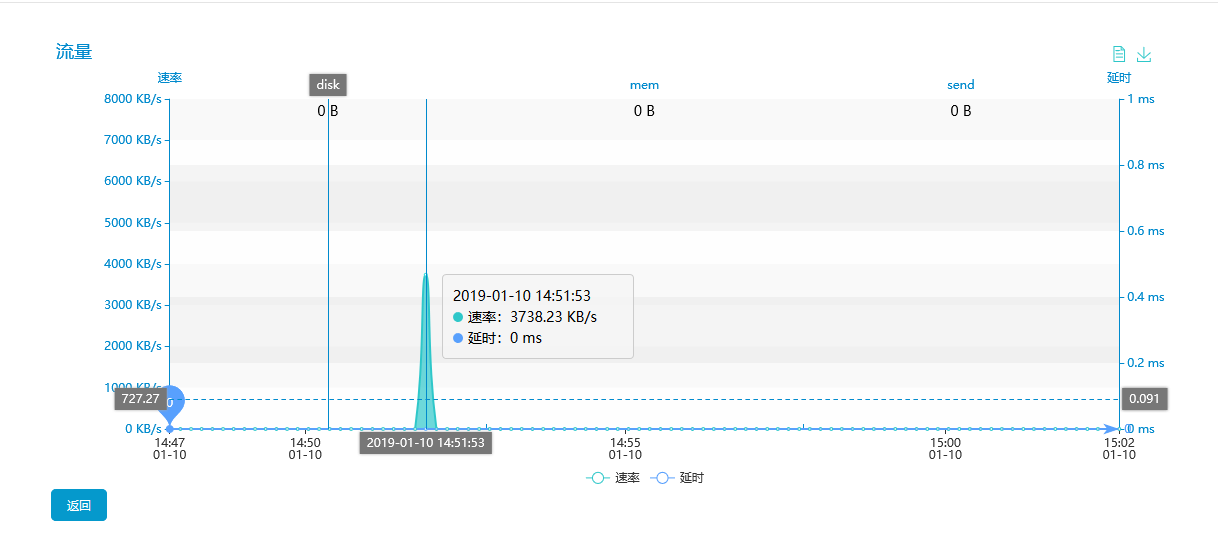 流量
速率
disk
mem
send
延时
8000 KB/s
0 B
0 B
0 B
1 ms
7000 KB/s
0.8 ms
6000 KB/s
5000 KB/s
0.6 ms
4000 KB/s
2019-01-10 14:51:53
速率: 3738.23 KB/s
延时: 0 ms
3000 KB/s
0.4 ms
2000 KB/s
0.2 ms
1000 KB/s
727.27
0
0.091
0 KB/s
0 ms
14:47
01-10
14:50
01-10
2019-01-10 14:51:53
14:55
01-10
15:00
01-10
15:02
01-10
速率
延时
返回